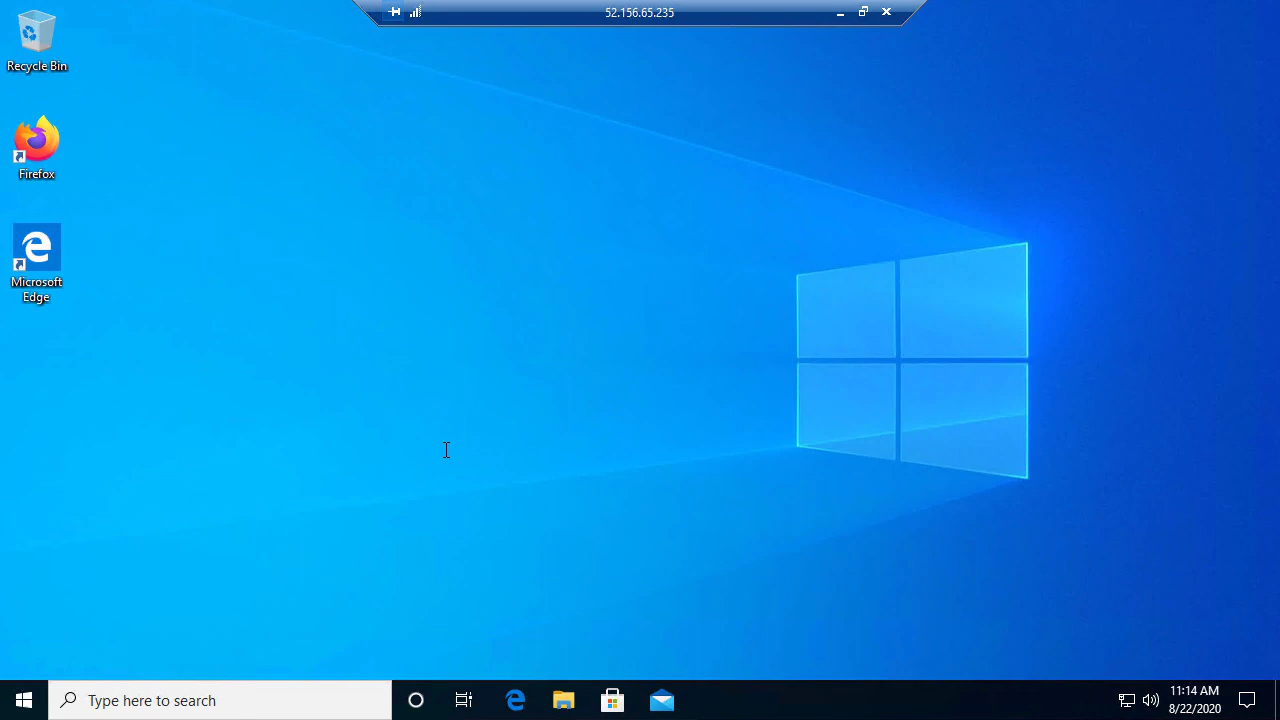 52.156.65.235
Recycle Bin
Firefox
Microsoft
Edge
Type here to search
11:14 AM
8/22/2020